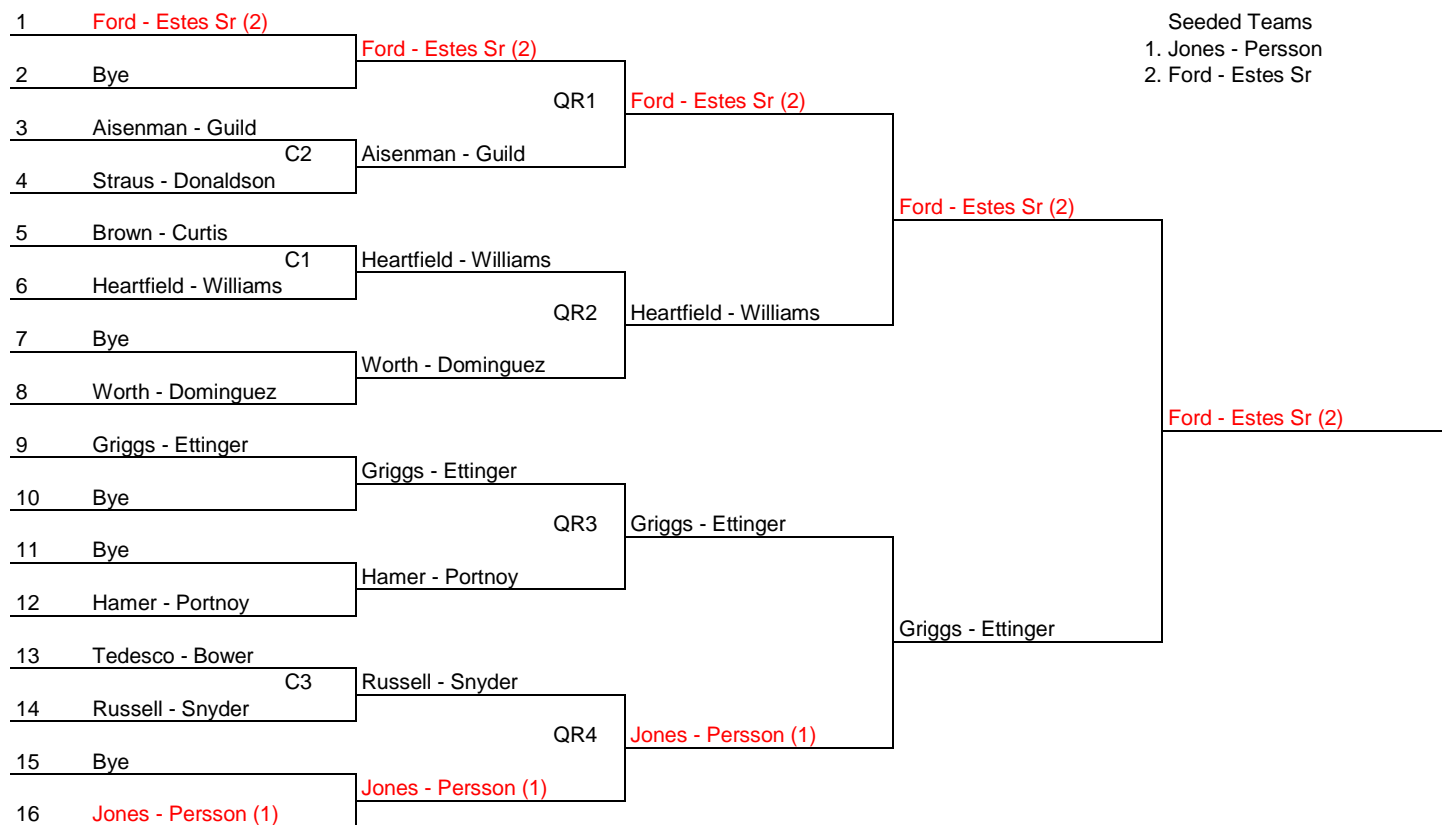 1 Ford - Estes Sr (2)
Seeded Teams
Ford - Estes Sr (2)
1. Jones - Persson
2 Bye
2. Ford - Estes Sr
QR1 Ford - Estes Sr (2)
3 Aisenman - Guild
C2 Aisenman - Guild
4 Straus - Donaldson
Ford - Estes Sr (2)
5 Brown - Curtis
C1 Heartfield - Williams
6 Heartfield - Williams
QR2 Heartfield - Williams
7 Bye
Worth - Dominguez
8 Worth - Dominguez
Ford - Estes Sr (2)
9 Griggs - Ettinger
Griggs - Ettinger
10 Bye
QR3 Griggs - Ettinger
11 Bye
Hamer - Portnoy
12 Hamer - Portnoy
Griggs - Ettinger
13 Tedesco - Bower
C3 Russell - Snyder
14 Russell - Snyder
QR4 Jones - Persson (1)
15 Bye
Jones - Persson (1)
16 Jones - Persson (1)